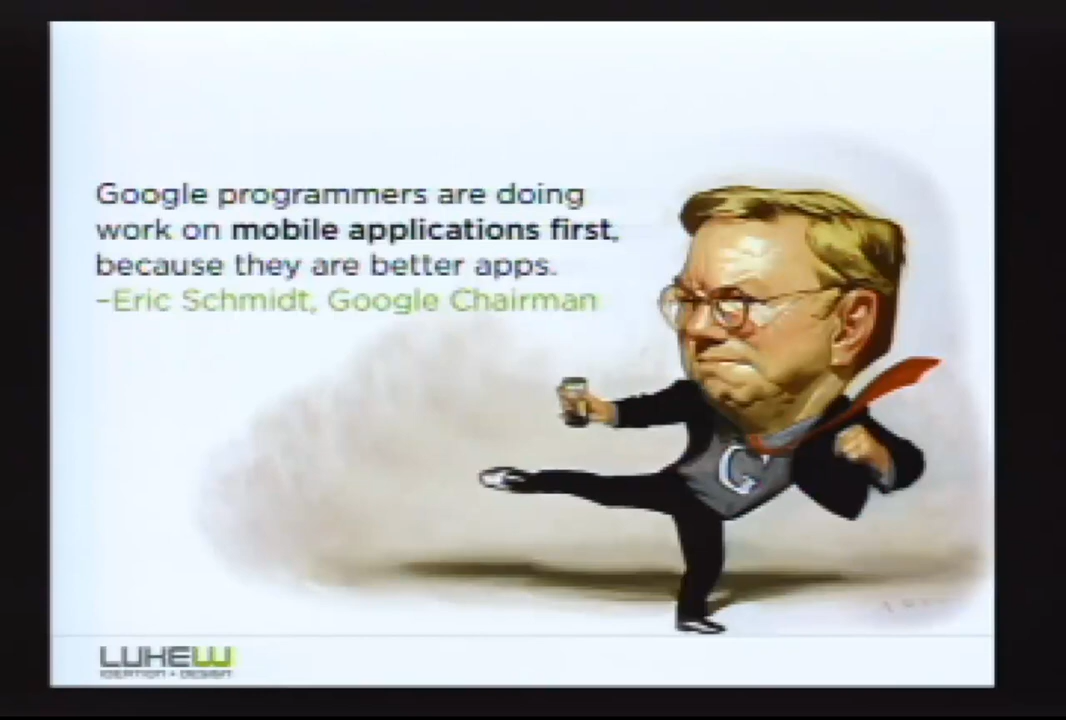 Google programmers are doing
work on mobile applications first,
because they are better apps.
–Eric Schmidt, Google Chairman
G
LUKEW
IDEATION + DESIGN